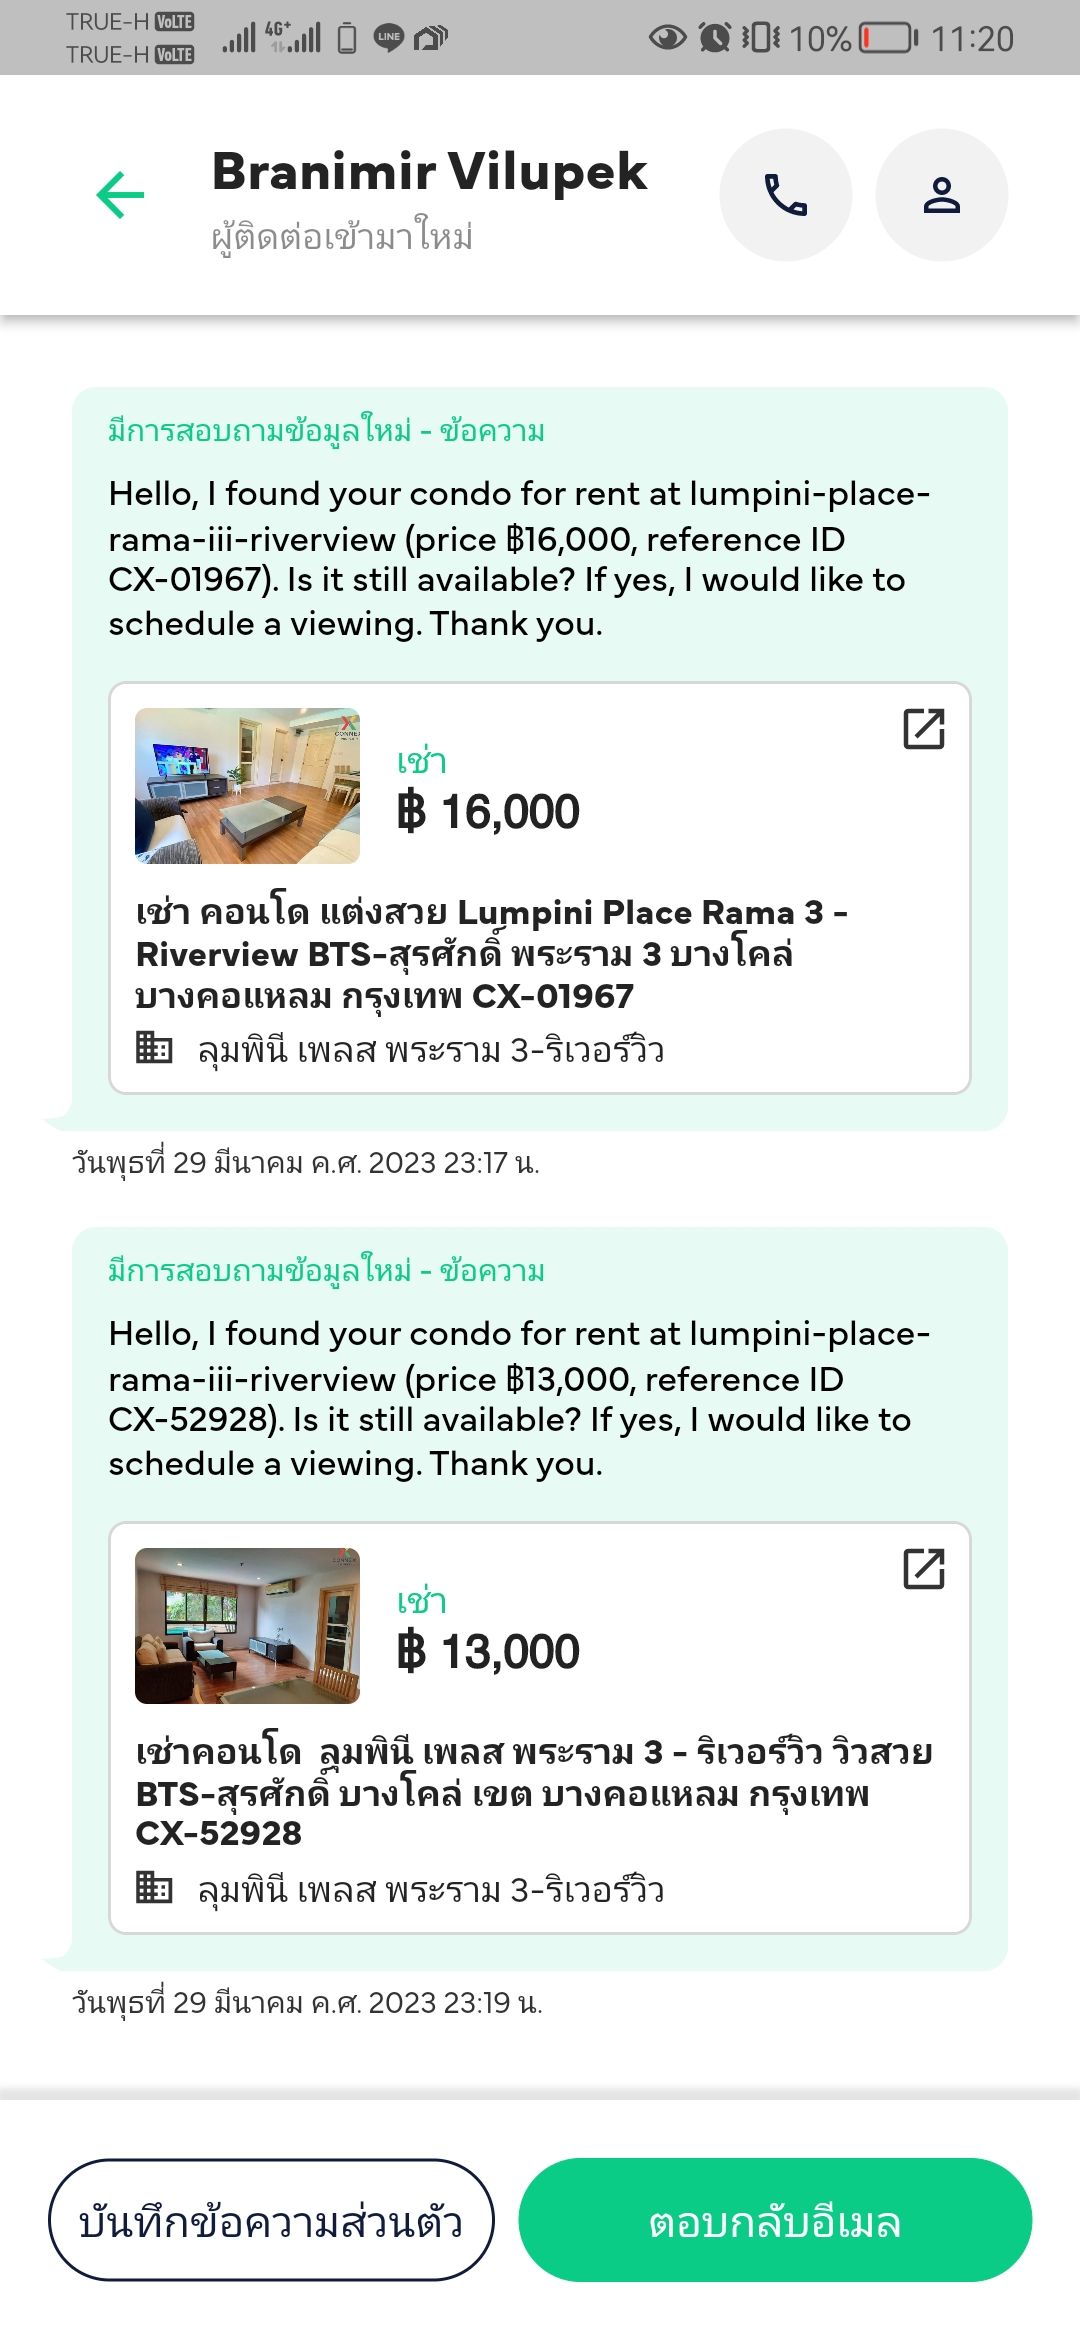 TRUE-H VoLTE
TRUE-H VoLTE
4G+
LINE
10%
11:20
Branimir Vilupek
ผู้ติดต่อเข้ามาใหม่
มีการสอบถามข้อมูลใหม่ - ข้อความ
Hello, I found your condo for rent at lumpini-place-
rama-iii-riverview (price ฿16,000, reference ID
CX-01967). Is it still available? If yes, I would like to
schedule a viewing. Thank you.
CONNEX
เช่า
฿ 16,000
เช่า คอนโด แต่งสวย Lumpini Place Rama 3 -
Riverview BTS-สุรศักดิ์ พระราม 3 บางโคล่
บางคอแหลม กรุงเทพ CX-01967
ลุมพินี เพลส พระราม 3-ริเวอร์วิว
วันพุธที่ 29 มีนาคม ค.ศ. 2023 23:17 น.
มีการสอบถามข้อมูลใหม่ - ข้อความ
Hello, I found your condo for rent at lumpini-place-
rama-iii-riverview (price ฿13,000, reference ID
CX-52928). Is it still available? If yes, I would like to
schedule a viewing. Thank you.
CONNEX
เช่า
฿ 13,000
เช่าคอนโด  ลุมพินี เพลส พระราม 3 - ริเวอร์วิว วิวสวย
BTS-สุรศักดิ์ บางโคล่ เขต บางคอแหลม กรุงเทพ
CX-52928
ลุมพินี เพลส พระราม 3-ริเวอร์วิว
วันพุธที่ 29 มีนาคม ค.ศ. 2023 23:19 น.
บันทึกข้อความส่วนตัว
ตอบกลับอีเมล